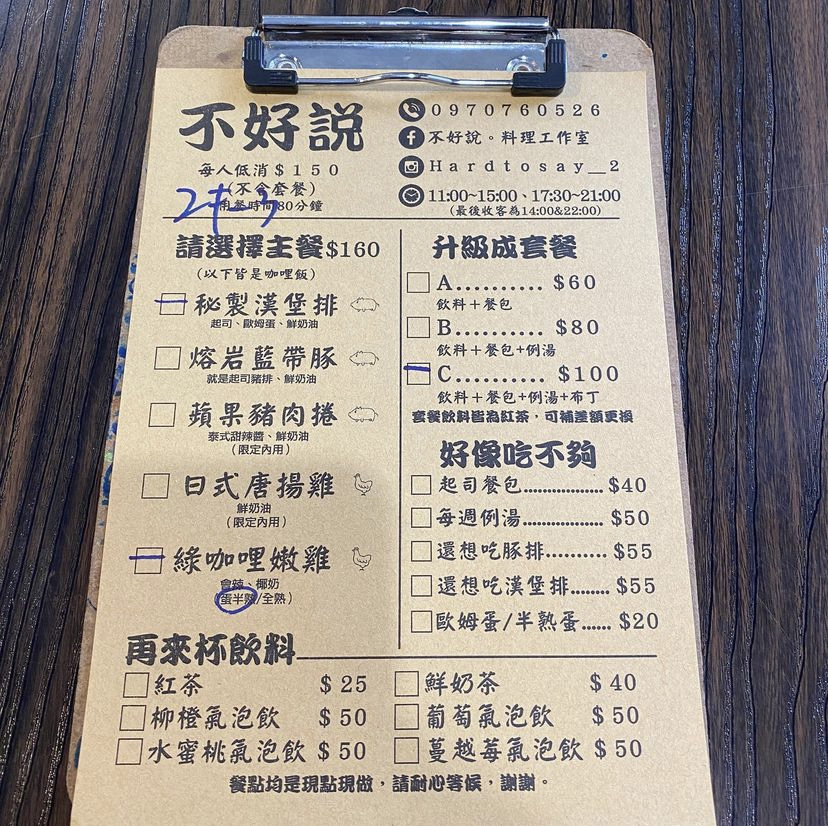 不好說
每人低消$150
(不含套餐)
用餐時間80分鐘
0970760526
不好說。料理工作室
Hardtosay__2
11:00~15:00、17:30~21:00
(最後收客為14:00&22:00)
請選擇主餐$160
(以下皆是咖哩飯)
秘製漢堡排
起司、歐姆蛋、鮮奶油
熔岩藍帶豚
就是起司豬排、鮮奶油
蘋果豬肉捲
泰式甜辣醬、鮮奶油
(限定內用)
日式唐揚雞
鮮奶油
(限定內用)
綠咖哩嫩雞
會辣、椰奶
(蛋半熟/全熟)
升級成套餐
A.......... $60
飲料+餐包
B.......... $80
飲料+餐包+例湯
C.......... $100
飲料+餐包+例湯+布丁
套餐飲料皆為紅茶,可補差額更換
好像吃不夠
起司餐包.................... $40
每週例湯.................... $50
還想吃豚排........... $55
還想吃漢堡排......... $55
歐姆蛋/半熟蛋...... $20
再來杯飲料
紅茶 $25
鮮奶茶 $40
柳橙氣泡飲 $50
葡萄氣泡飲 $50
水蜜桃氣泡飲 $50
蔓越莓氣泡飲 $50
餐點均是現點現做,請耐心等候,謝謝。